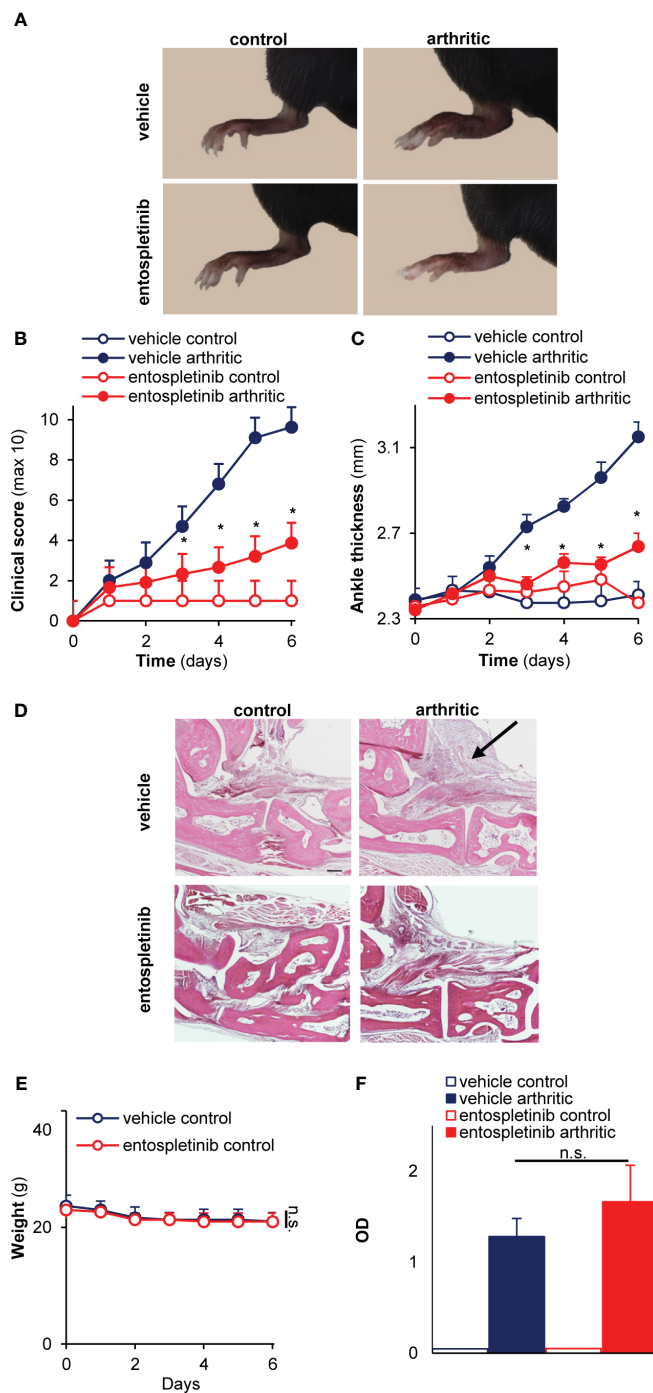 A
control arthritic
vehicle
entospletinib
B
vehicle control
vehicle arthritic
entospletinib control
entospletinib arthritic
Clinical score (max 10)
10
8
6
4
2
0
* * * *
0 2 4 6
Time (days)
C
vehicle control
vehicle arthritic
entospletinib control
entospletinib arthritic
Ankle thickness (mm)
3.1
2.7
2.3
* * * *
0 2 4 6
Time (days)
D
control arthritic
vehicle
entospletinib
E
vehicle control
entospletinib control
Weight (g)
40
20
0
n.s.
0 2 4 6
Days
F
vehicle control
vehicle arthritic
entospletinib control
entospletinib arthritic
n.s.
OD
2
1
0